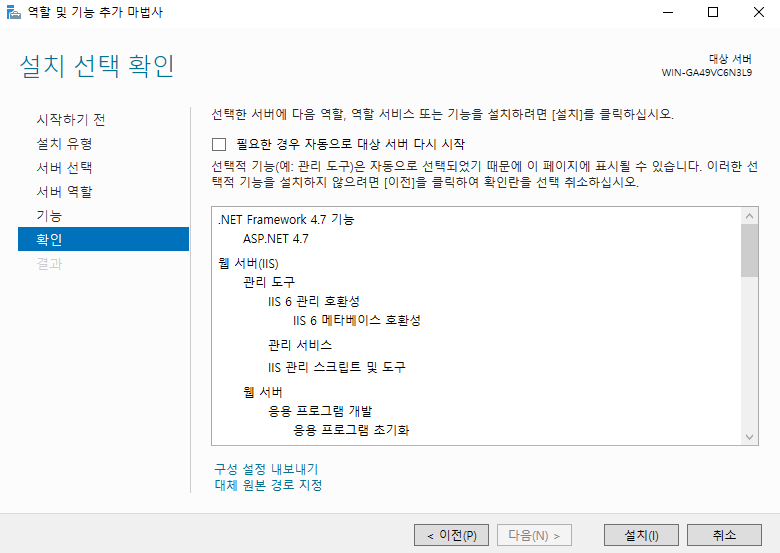 역할 및 기능 추가 마법사
설치 선택 확인
대상 서버
WIN-GA49VC6N3L9
시작하기 전
설치 유형
서버 선택
서버 역할
기능
확인
결과
선택한 서버에 다음 역할, 역할 서비스 또는 기능을 설치하려면 [설치]를 클릭하십시오.
필요한 경우 자동으로 대상 서버 다시 시작
선택적 기능(예: 관리 도구)은 자동으로 선택되었기 때문에 이 페이지에 표시될 수 있습니다. 이러한 선
택적 기능을 설치하지 않으려면 [이전]을 클릭하여 확인란을 선택 취소하십시오.
.NET Framework 4.7 기능
ASP.NET 4.7
웹 서버(IIS)
관리 도구
IIS 6 관리 호환성
IIS 6 메타베이스 호환성
관리 서비스
IIS 관리 스크립트 및 도구
웹 서버
응용 프로그램 개발
응용 프로그램 초기화
구성 설정 내보내기
대체 원본 경로 지정
< 이전(P)
다음(N) >
설치(I)
취소